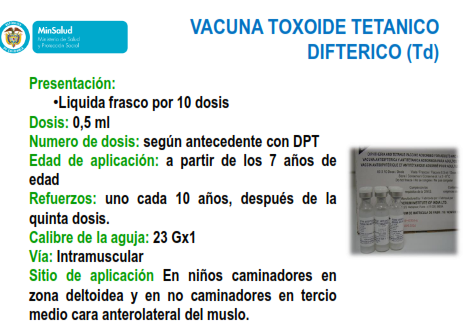 MinSalud
Ministerio de Salud
y Protección Social
VACUNA TOXOIDE TETANICO
DIFTERICO (Td)
Presentación:
•Liquida frasco por 10 dosis
Dosis: 0,5 ml
Numero de dosis: según antecedente con DPT
Edad de aplicación: a partir de los 7 años de
edad
Refuerzos: uno cada 10 años, después de la
quinta dosis.
Calibre de la aguja: 23 Gx1
Vía: Intramuscular
Sitio de aplicación En niños caminadores en
zona deltoidea y en no caminadores en tercio
medio cara anterolateral del muslo.